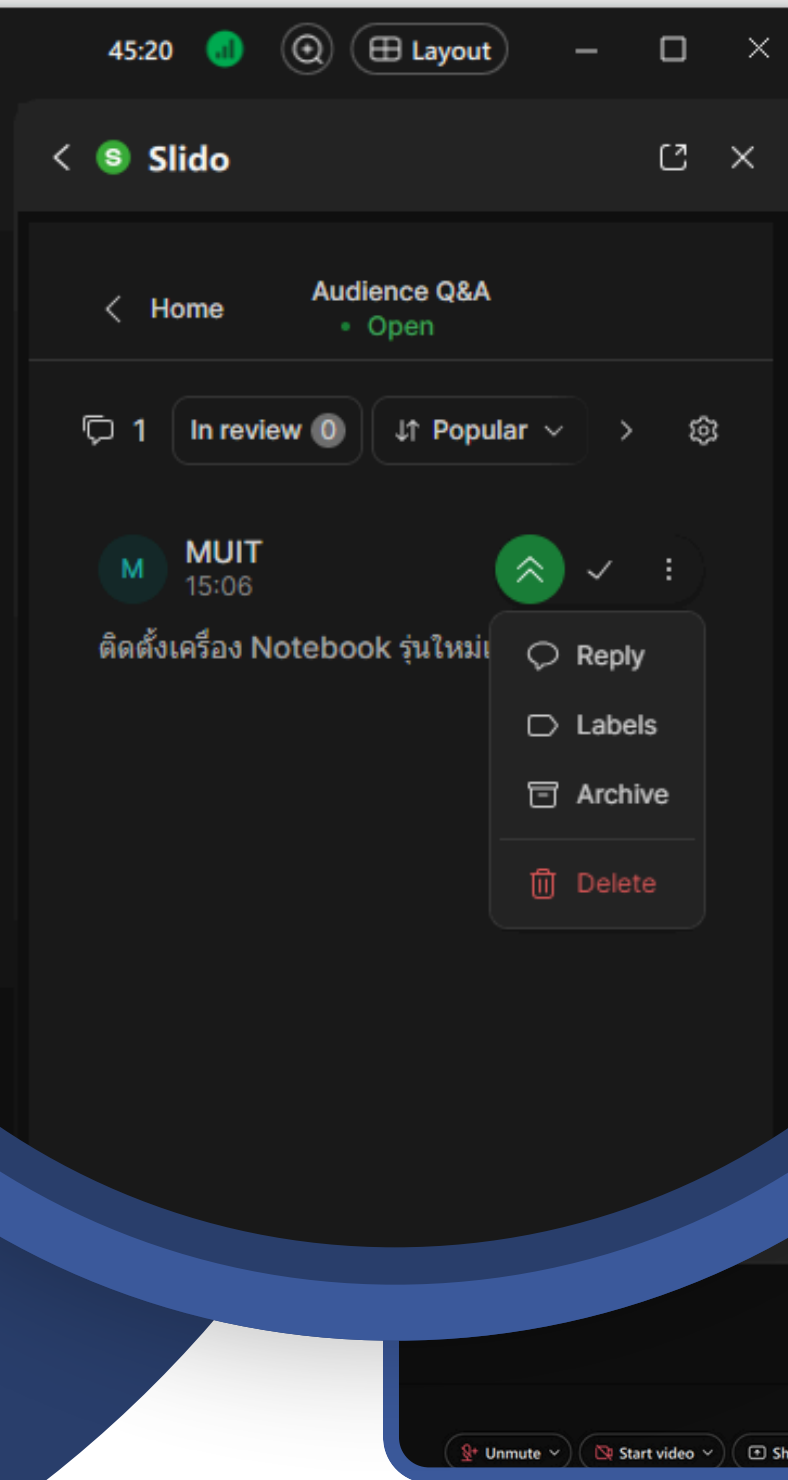 45:20 Layout
Slido
Home
Audience Q&A
Open
1 In review 0 Popular
M MUIT
15:06
ติดตั้งเครื่อง Notebook รุ่นใหม่
Reply
Labels
Archive
Delete
Unmute Start video